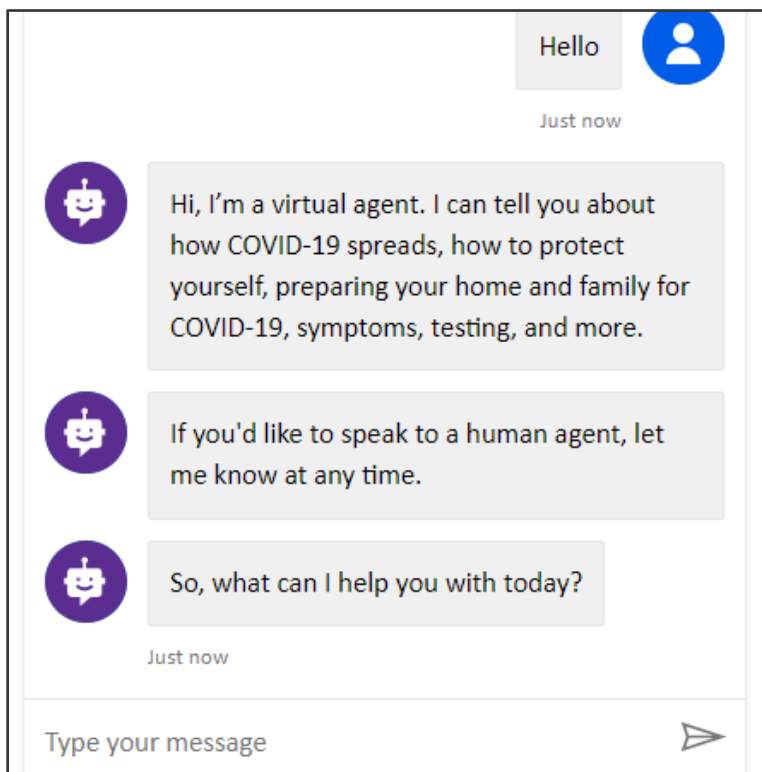 Hello
Just now
Hi, I’m a virtual agent. I can tell you about
how COVID-19 spreads, how to protect
yourself, preparing your home and family for
COVID-19, symptoms, testing, and more.
If you'd like to speak to a human agent, let
me know at any time.
So, what can I help you with today?
Just now
Type your message